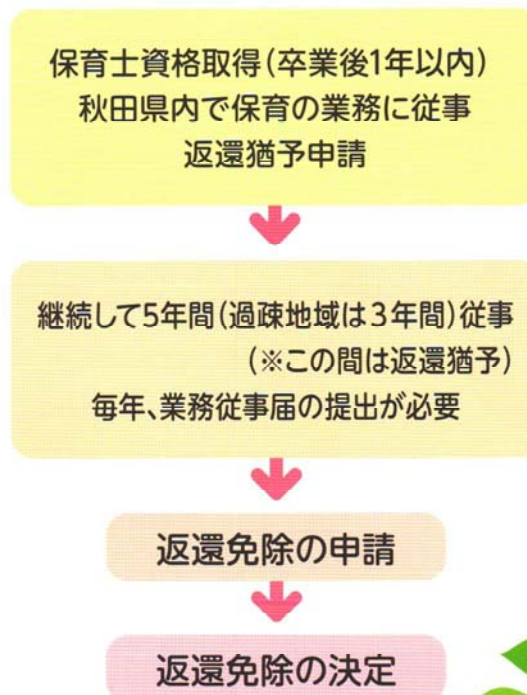 保育士資格取得(卒業後1年以内)
秋田県内で保育の業務に従事
返還猶予申請
継続して5年間(過疎地域は3年間)従事
(※この間は返還猶予)
毎年、業務従事届の提出が必要
返還免除の申請
返還免除の決定